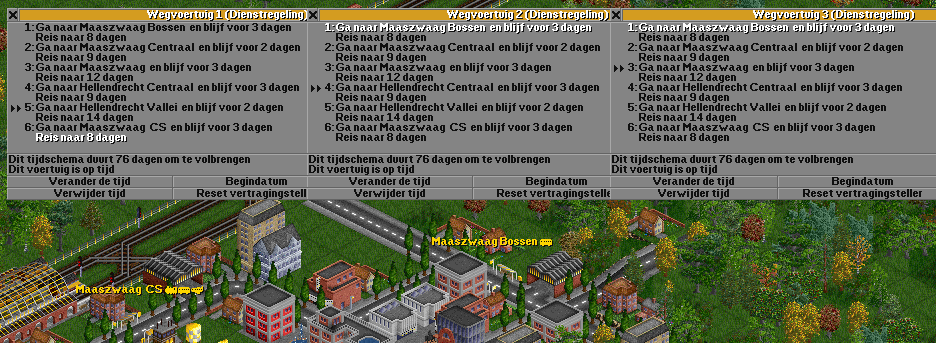 Wegvoertuig 1 (Dienstregeling)
1: Ga naar Maaszwaag Bossen en blijf voor 3 dagen
Reis naar 8 dagen
2: Ga naar Maaszwaag Centraal en blijf voor 2 dagen
Reis naar 9 dagen
3: Ga naar Maaszwaag en blijf voor 3 dagen
Reis naar 12 dagen
4: Ga naar Hellendrecht Centraal en blijf voor 3 dagen
Reis naar 9 dagen
5: Ga naar Hellendrecht Vallei en blijf voor 2 dagen
Reis naar 14 dagen
6: Ga naar Maaszwaag CS en blijf voor 3 dagen
Reis naar 8 dagen
Dit tijdschema duurt 76 dagen om te volbrengen
Dit voertuig is op tijd
Verander de tijd
Begindatum
Verwijder tijd
Reset vertragingstell
Wegvoertuig 2 (Dienstregeling)
1: Ga naar Maaszwaag Bossen en blijf voor 3 dagen
Reis naar 8 dagen
2: Ga naar Maaszwaag Centraal en blijf voor 2 dagen
Reis naar 9 dagen
3: Ga naar Maaszwaag en blijf voor 3 dagen
Reis naar 12 dagen
4: Ga naar Hellendrecht Centraal en blijf voor 3 dagen
Reis naar 9 dagen
5: Ga naar Hellendrecht Vallei en blijf voor 2 dagen
Reis naar 14 dagen
6: Ga naar Maaszwaag CS en blijf voor 3 dagen
Reis naar 8 dagen
Dit tijdschema duurt 76 dagen om te volbrengen
Dit voertuig is op tijd
Verander de tijd
Begindatum
Verwijder tijd
Reset vertragingstelle
Wegvoertuig 3 (Dienstregeling)
1: Ga naar Maaszwaag Bossen en blijf voor 3 dagen
Reis naar 8 dagen
2: Ga naar Maaszwaag Centraal en blijf voor 2 dagen
Reis naar 9 dagen
3: Ga naar Maaszwaag en blijf voor 3 dagen
Reis naar 12 dagen
4: Ga naar Hellendrecht Centraal en blijf voor 3 dagen
Reis naar 9 dagen
5: Ga naar Hellendrecht Vallei en blijf voor 2 dagen
Reis naar 14 dagen
6: Ga naar Maaszwaag CS en blijf voor 3 dagen
Reis naar 8 dagen
Dit tijdschema duurt 76 dagen om te volbrengen
Dit voertuig is op tijd
Verander de tijd
Begindatum
Verwijder tijd
Reset vertragingsteller
Maaszwaag Bossen
Maaszwaag CS